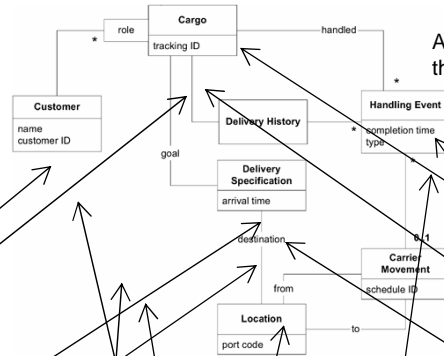 Cargo
role
handled
A
tracking ID
th
*
*
Customer
Handling Event
name
customer ID
Delivery History
completion time
type
*
*
goal
Delivery
Specification
arrival time
destination
0..1
Carrier
Movement
from
schedule ID
Location
to
port code